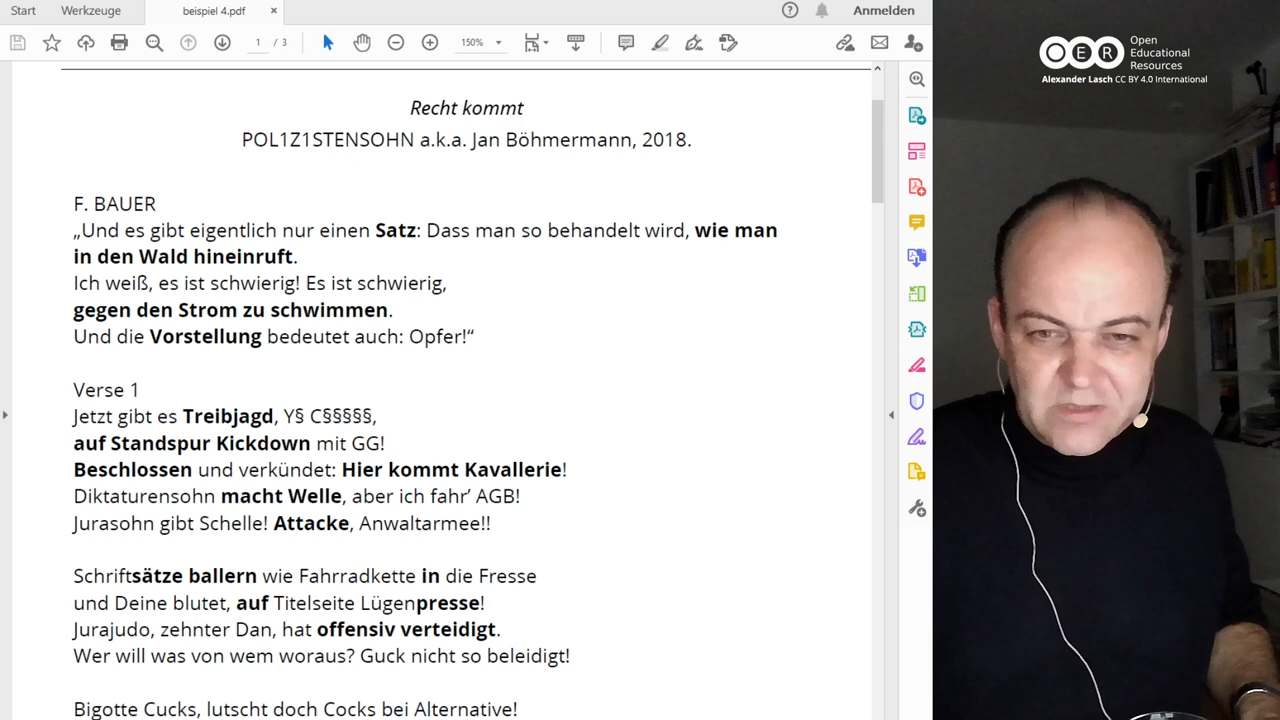 Start Werkzeuge beispiel 4.pdf × Anmelden
1 / 3 150%
OER Open
Educational
Resources
Alexander Lasch CC BY 4.0 International
Recht kommt
POL1Z1STENSOHN a.k.a. Jan Böhmermann, 2018.
F. BAUER
„Und es gibt eigentlich nur einen Satz: Dass man so behandelt wird, wie man
in den Wald hineinruft.
Ich weiß, es ist schwierig! Es ist schwierig,
gegen den Strom zu schwimmen.
Und die Vorstellung bedeutet auch: Opfer!“
Verse 1
Jetzt gibt es Treibjagd, Y§ C§§§§§,
auf Standspur Kickdown mit GG!
Beschlossen und verkündet: Hier kommt Kavallerie!
Diktaturensohn macht Welle, aber ich fahr’ AGB!
Jurasohn gibt Schelle! Attacke, Anwaltarmee!!
Schriftsätze ballern wie Fahrradkette in die Fresse
und Deine blutet, auf Titelseite Lügenpresse!
Jurajudo, zehnter Dan, hat offensiv verteidigt.
Wer will was von wem woraus? Guck nicht so beleidigt!
Bigotte Cucks, lutscht doch Cocks bei Alternative!